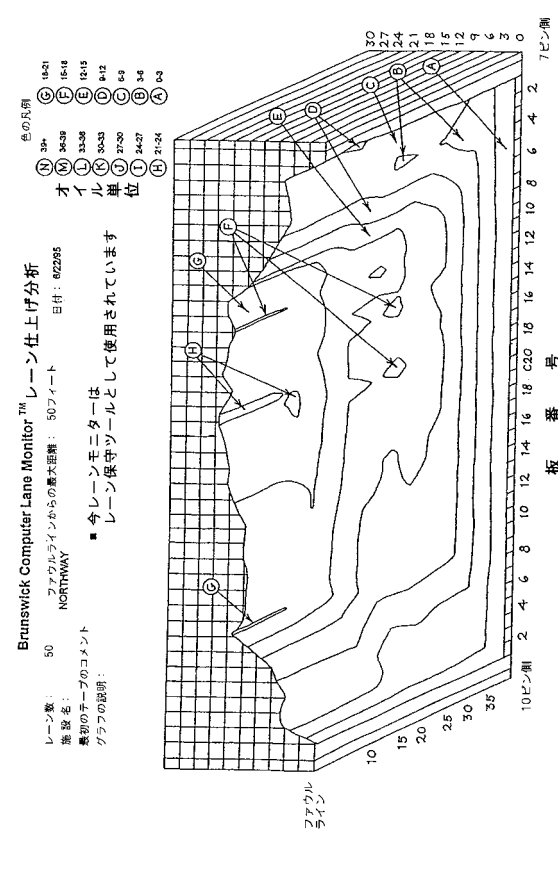 Brunswick Computer Lane Monitor™ レーン仕上げ分析
レーン数： 50 ファウルラインからの最大距離： 50フィート 日付： 6/22/95
施設名： NORTHWAY
最初のテープのコメント
グラフの説明：
■ 今レーンモニターは
レーン保守ツールとして使用されています
色の凡例
N 39+ G 18-21
M 36-39 F 15-18
L 33-36 E 12-15
K 30-33 D 9-12
J 27-30 C 6-9
I 24-27 B 3-6
H 21-24 A 0-3
オイル単位
G
H
G
F
E
D
C
B
A
ファウル
ライン
10
15
20
25
30
35
10ピン側
2 4 6 8 10 12 14 16 18 C20 18 16 14 12 10 8 6 4 2
板番号
30
27
24
21
18
15
12
9
6
3
0
7ピン側